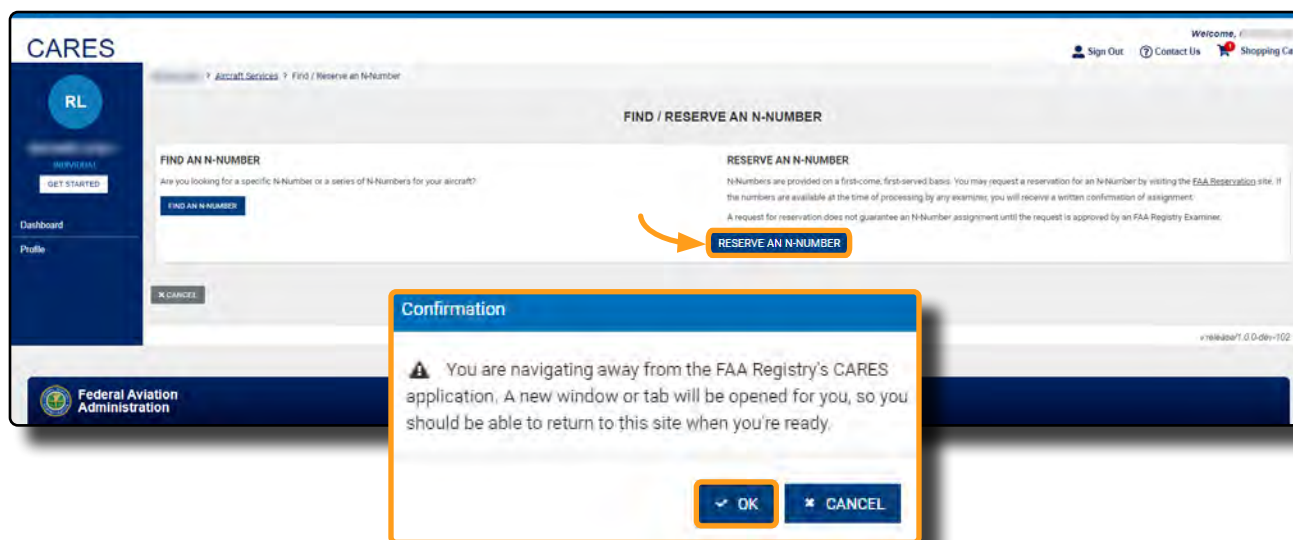 CARES
Welcome,
Sign Out
Contact Us
Shopping Ca
Aircraft Services
Find / Reserve an N-Number
RL
INDIVIDUAL
GET STARTED
Dashboard
Profile
FIND / RESERVE AN N-NUMBER
FIND AN N-NUMBER
Are you looking for a specific N-Number or a series of N-Numbers for your aircraft?
FIND AN N-NUMBER
RESERVE AN N-NUMBER
N-Numbers are provided on a first-come, first-served basis. You may request a reservation for an N-Number by visiting the FAA Reservation site. If
the numbers are available at the time of processing by any examiner, you will receive a written confirmation of assignment.
A request for reservation does not guarantee an N-Number assignment until the request is approved by an FAA Registry Examiner.
RESERVE AN N-NUMBER
CANCEL
Confirmation
You are navigating away from the FAA Registry's CARES
application. A new window or tab will be opened for you, so you
should be able to return to this site when you're ready.
OK
CANCEL
v:release/1.0.0-dev-102
Federal Aviation
Administration